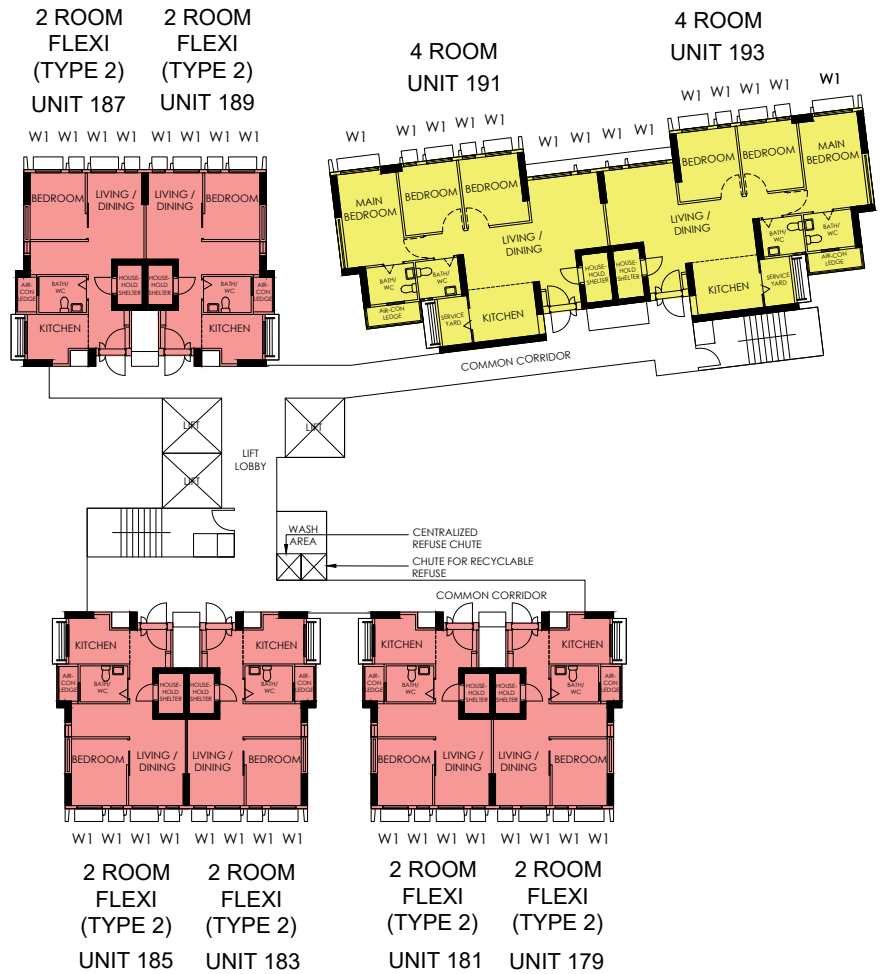 2 ROOM
FLEXI
(TYPE 2)
UNIT 187
2 ROOM
FLEXI
(TYPE 2)
UNIT 189
4 ROOM
UNIT 191
4 ROOM
UNIT 193
W1 W1 W1 W1 W1 W1 W1 W1
W1 W1 W1 W1 W1 W1 W1 W1 W1 W1 W1 W1 W1
BEDROOM
LIVING /
DINING
LIVING /
DINING
BEDROOM
AIR-
CON
LEDGE
BATH/
WC
HOUSE-
HOLD
SHELTER
HOUSE-
HOLD
SHELTER
BATH/
WC
AIR-
CON
LEDGE
KITCHEN
KITCHEN
MAIN
BEDROOM
BEDROOM
BEDROOM
LIVING /
DINING
BATH/
WC
BATH/
WC
AIR-CON
LEDGE
SERVICE
YARD
KITCHEN
HOUSE-
HOLD
SHELTER
HOUSE-
HOLD
SHELTER
BEDROOM
BEDROOM
MAIN
BEDROOM
LIVING /
DINING
BATH/
WC
BATH/
WC
AIR-CON
LEDGE
KITCHEN
SERVICE
YARD
COMMON CORRIDOR
LIFT
LIFT
LIFT
LIFT
LOBBY
WASH
AREA
CENTRALIZED
REFUSE CHUTE
CHUTE FOR RECYCLABLE
REFUSE
COMMON CORRIDOR
KITCHEN
KITCHEN
AIR-
CON
LEDGE
BATH/
WC
HOUSE-
HOLD
SHELTER
HOUSE-
HOLD
SHELTER
BATH/
WC
AIR-
CON
LEDGE
BEDROOM
LIVING /
DINING
LIVING /
DINING
BEDROOM
KITCHEN
KITCHEN
AIR-
CON
LEDGE
BATH/
WC
HOUSE-
HOLD
SHELTER
HOUSE-
HOLD
SHELTER
BATH/
WC
AIR-
CON
LEDGE
BEDROOM
LIVING /
DINING
LIVING /
DINING
BEDROOM
W1 W1 W1 W1 W1 W1 W1 W1
W1 W1 W1 W1 W1 W1 W1 W1
2 ROOM
FLEXI
(TYPE 2)
UNIT 185
2 ROOM
FLEXI
(TYPE 2)
UNIT 183
2 ROOM
FLEXI
(TYPE 2)
UNIT 181
2 ROOM
FLEXI
(TYPE 2)
UNIT 179